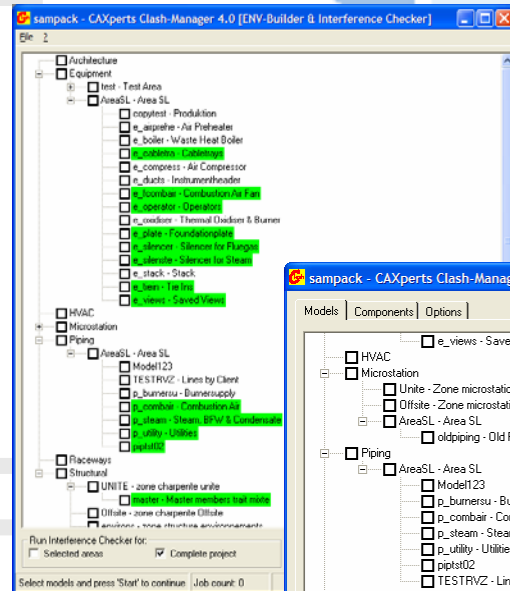 sampack - CAXperts Clash-Manager 4.0 [ENV-Builder & Interference Checker]
File ?
Architecture
Equipment
test - Test Area
AreaSL - Area SL
copytest - Produktion
e_airprehe - Air Preheater
e_boiler - Waste Heat Boiler
e_cabletra - Cabletrays
e_compress - Air Compressor
e_ducts - Instrumentheader
e_fcombair - Combustion Air Fan
e_operator - Operators
e_oxidiser - Thermal Oxidiser & Burner
e_plate - Foundationplate
e_silencer - Silencer for Fluegas
e_silenste - Silencer for Steam
e_stack - Stack
e_tiein - Tie Ins
e_views - Saved Views
HVAC
Microstation
Piping
AreaSL - Area SL
Model123
TESTRVZ - Lines by Client
p_burnersu - Burnersupply
p_combair - Combustion Air
p_steam - Steam, BFW & Condensate
p_utility - Utilities
piptst02
Raceways
Structural
UNITE - zone charpente unite
master - Master members trait mixte
Offsite - zone charpente Offsite
environs - zone structure environnements
Run Interference Checker for:
Selected areas Complete project
Select models and press 'Start' to continue Job count: 0
sampack - CAXperts Clash-Manag
Models Components Options
e_views - Save
HVAC
Microstation
Unite - Zone microstatio
Offsite - Zone microstati
AreaSL - Area SL
oldpiping - Old
Piping
AreaSL - Area SL
Model123
p_burnersu - Bu
p_combair - Co
p_steam - Stea
p_utility - Utilitie
piptst02
TESTRVZ - Lin